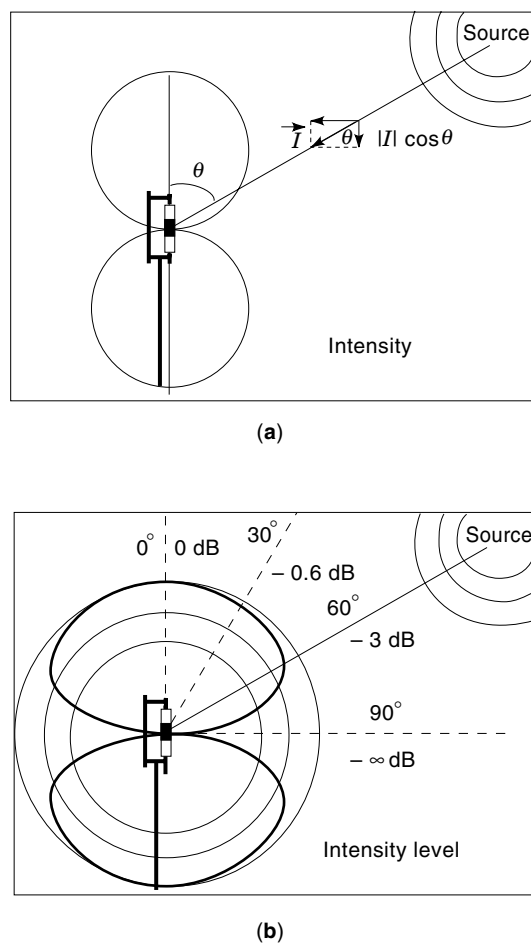 Source
I θ |I| cos θ
θ
Intensity
(a)
0° 0 dB 30° Source
– 0.6 dB
60°
– 3 dB
90°
– ∞ dB
Intensity level
(b)